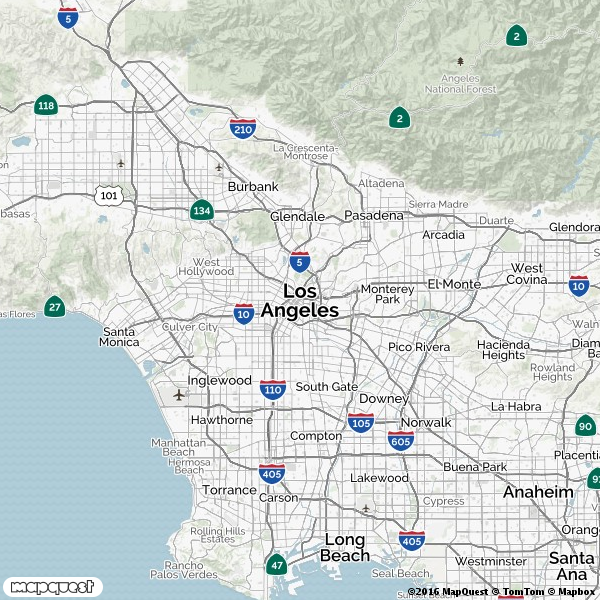 5
2
Angeles
National Forest
118
2
210
La Crescenta-
Montrose
Altadena
Burbank
101
Sierra Madre
134
Glendale
Pasadena
Duarte
Glendora
basas
Arcadia
5
West
Hollywood
West
Covina
El Monte
10
Los
Angeles
Monterey
Park
27
as Flores
10
Culver City
Santa
Monica
Waln
Pico Rivera
Hacienda
Heights
Diam
Ba
Rowland
Heights
Inglewood
110
South Gate
Downey
La Habra
Hawthorne
105
Norwalk
90
605
Compton
Manhattan
Beach
Hermosa
Beach
Placentia
405
Buena Park
Lakewood
91
Torrance
Carson
Cypress
Anaheim
Rolling Hills
Estates
Orang
Long
Beach
405
Rancho
Palos Verdes
47
Seal Beach
Westminster
Santa
Ana
mapquest
©2016 MapQuest © TomTom © Mapbox